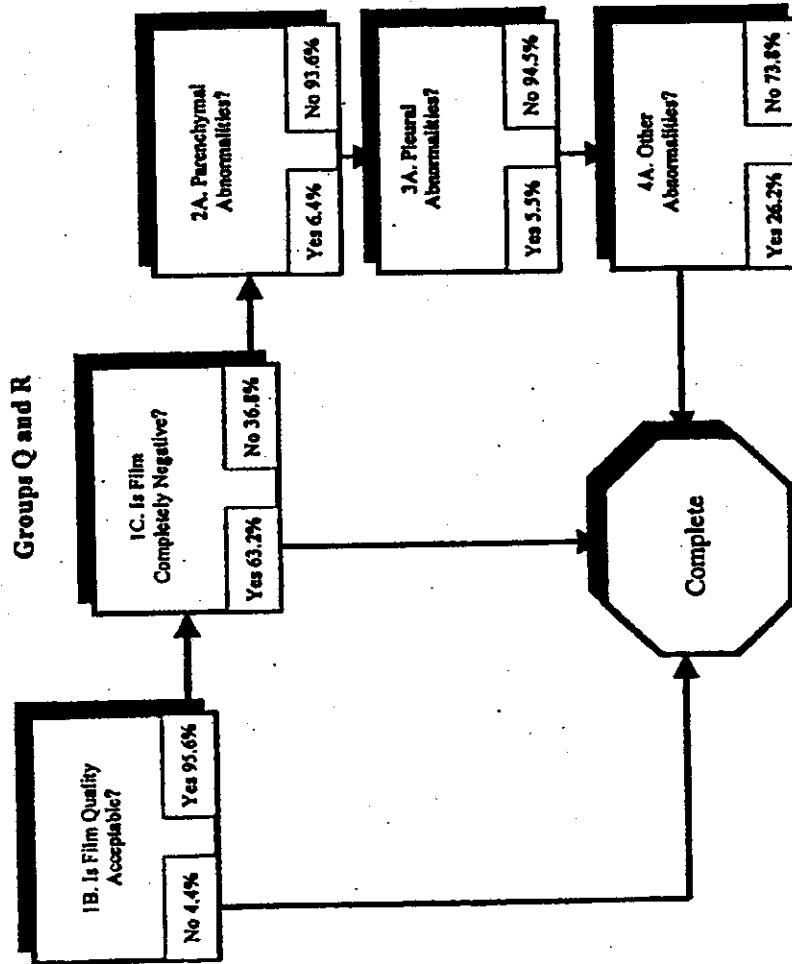 Groups Q and R
1B. Is Film Quality
Acceptable?
No 4.4%
Yes 95.6%
1C. Is Film
Completely Negative?
Yes 63.2%
No 36.8%
2A. Parenchymal
Abnormalities?
Yes 6.4%
No 93.6%
3A. Pleural
Abnormalities?
Yes 5.5%
No 94.5%
4A. Other
Abnormalities?
Yes 26.2%
No 73.8%
Complete